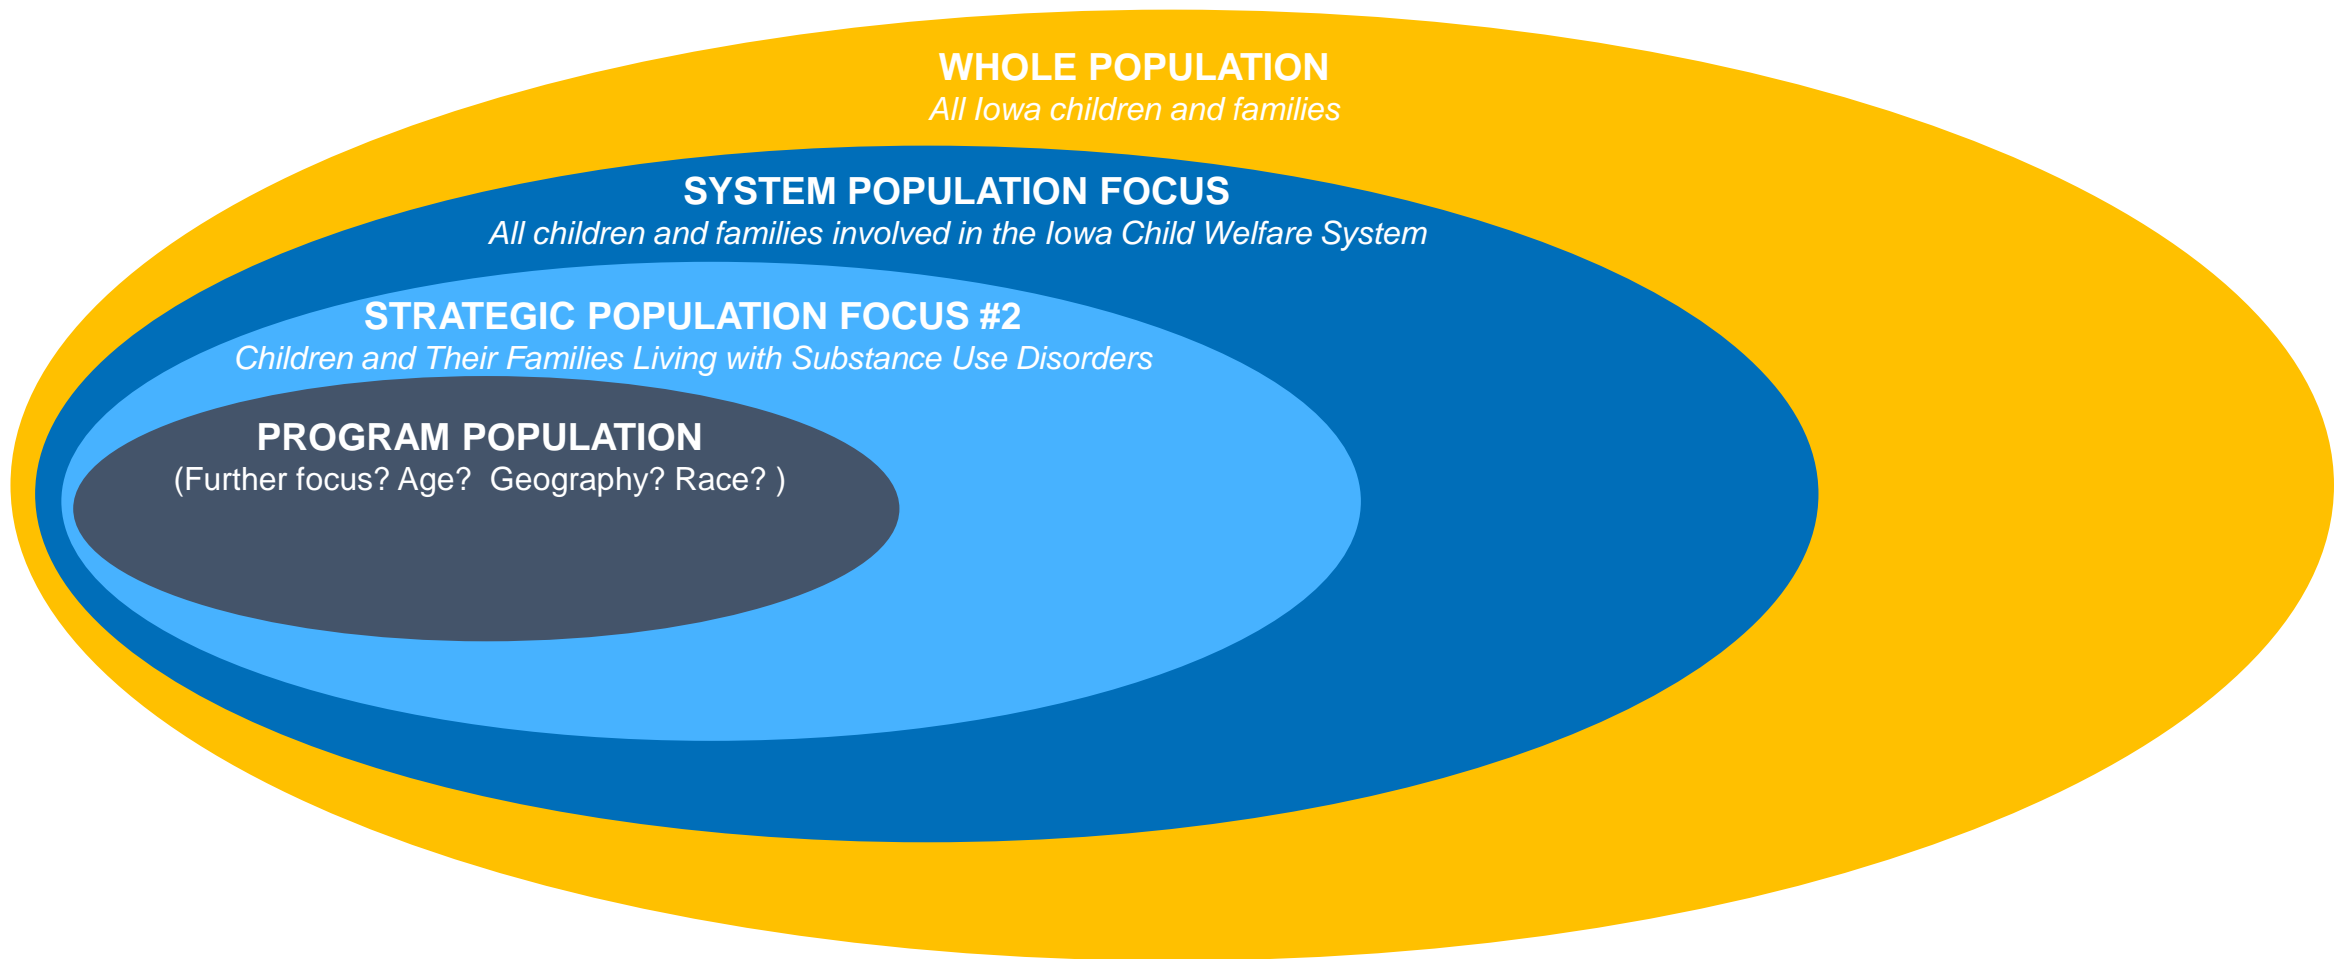 WHOLE POPULATION
All Iowa children and families
SYSTEM POPULATION FOCUS
All children and families involved in the Iowa Child Welfare System
STRATEGIC POPULATION FOCUS #2
Children and Their Families Living with Substance Use Disorders
PROGRAM POPULATION
(Further focus? Age?  Geography? Race? )